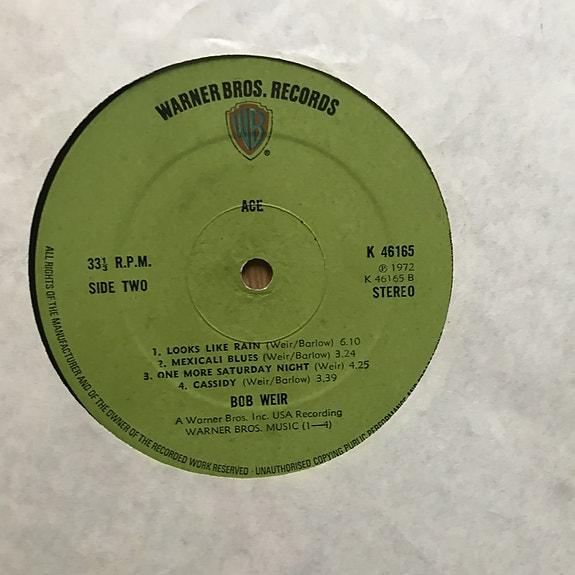 WARNER BROS. RECORDS
WB
®
ACE
33⅓ R.P.M.
SIDE TWO
K 46165
℗ 1972
K 46165 B
STEREO
1. LOOKS LIKE RAIN (Weir/Barlow) 6.10
2. MEXICALI BLUES (Weir/Barlow) 3.24
3. ONE MORE SATURDAY NIGHT (Weir) 4.25
4. CASSIDY (Weir/Barlow) 3.39
BOB WEIR
A Warner Bros. Inc. USA Recording
WARNER BROS. MUSIC (1—4)
ALL RIGHTS OF THE MANUFACTURER AND OF THE OWNER OF THE RECORDED WORK RESERVED · UNAUTHORISED COPYING PUBLIC PERFORMANCE